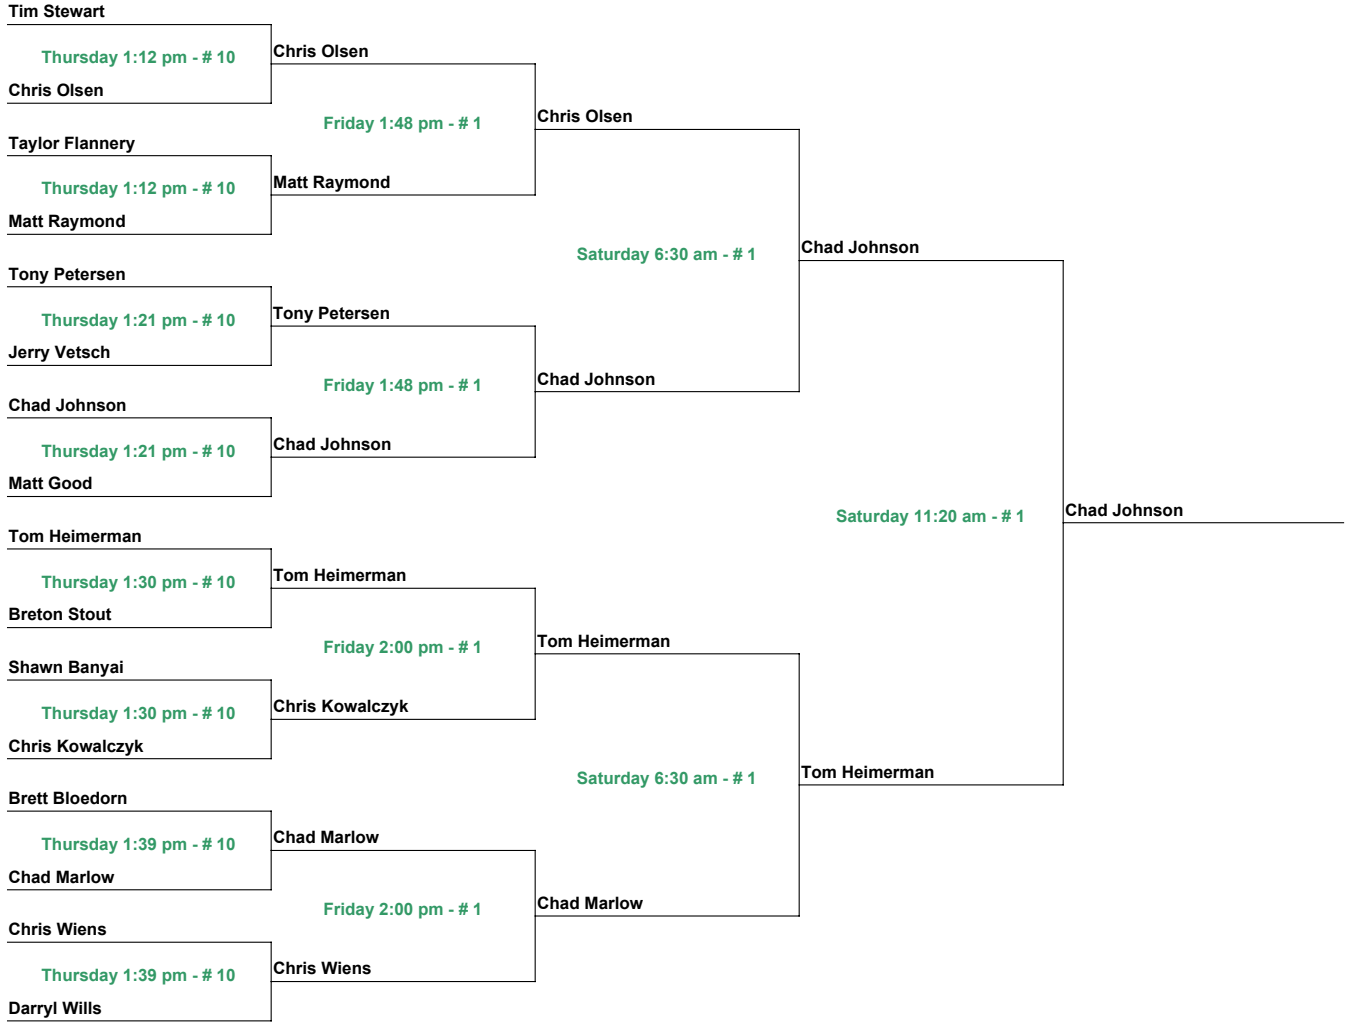 Tim Stewart
Thursday 1:12 pm - # 10
Chris Olsen
Taylor Flannery
Thursday 1:12 pm - # 10
Matt Raymond
Tony Petersen
Thursday 1:21 pm - # 10
Jerry Vetsch
Chad Johnson
Thursday 1:21 pm - # 10
Matt Good
Tom Heimerman
Thursday 1:30 pm - # 10
Breton Stout
Shawn Banyai
Thursday 1:30 pm - # 10
Chris Kowalczyk
Brett Bloedorn
Thursday 1:39 pm - # 10
Chad Marlow
Chris Wiens
Thursday 1:39 pm - # 10
Darryl Wills
Chris Olsen
Friday 1:48 pm - # 1
Matt Raymond
Tony Petersen
Friday 1:48 pm - # 1
Chad Johnson
Tom Heimerman
Friday 2:00 pm - # 1
Chris Kowalczyk
Chad Marlow
Friday 2:00 pm - # 1
Chris Wiens
Chris Olsen
Saturday 6:30 am - # 1
Chad Johnson
Tom Heimerman
Saturday 6:30 am - # 1
Chad Marlow
Chad Johnson
Saturday 11:20 am - # 1
Tom Heimerman
Chad Johnson